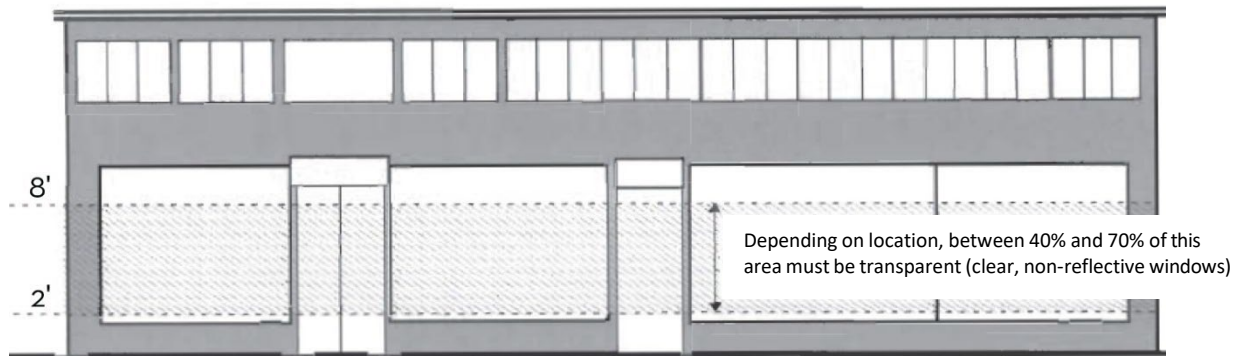 8'
Depending on location, between 40% and 70% of this
area must be transparent (clear, non-reflective windows)
2'